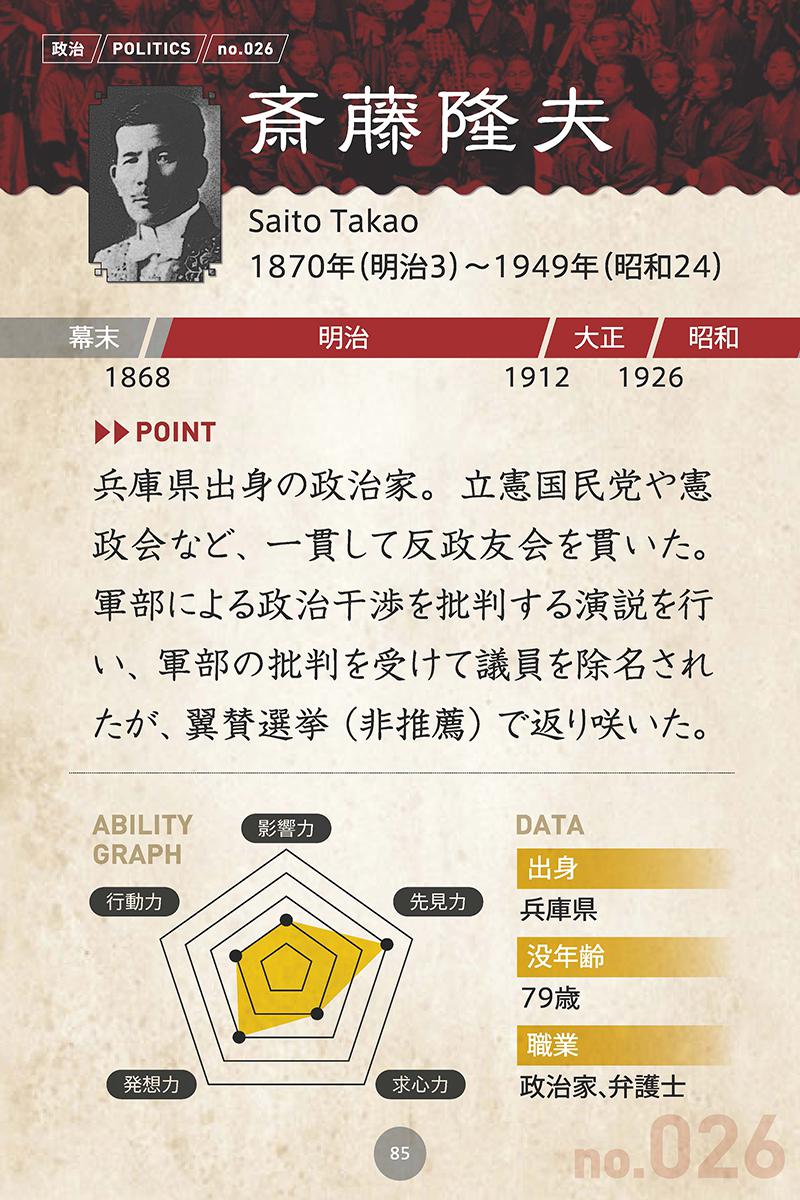 政治 POLITICS no.026
斎藤隆夫
Saito Takao
1870年(明治3)～1949年(昭和24)
幕末 明治 大正 昭和
1868 1912 1926
POINT
兵庫県出身の政治家。立憲国民党や憲
政会など、一貫して反政友会を貫いた。
軍部による政治干渉を批判する演説を行
い、軍部の批判を受けて議員を除名され
たが、翼賛選挙（非推薦）で返り咲いた。
ABILITY
GRAPH
影響力
行動力
先見力
発想力
求心力
DATA
出身
兵庫県
没年齢
79歳
職業
政治家、弁護士
no.026
85